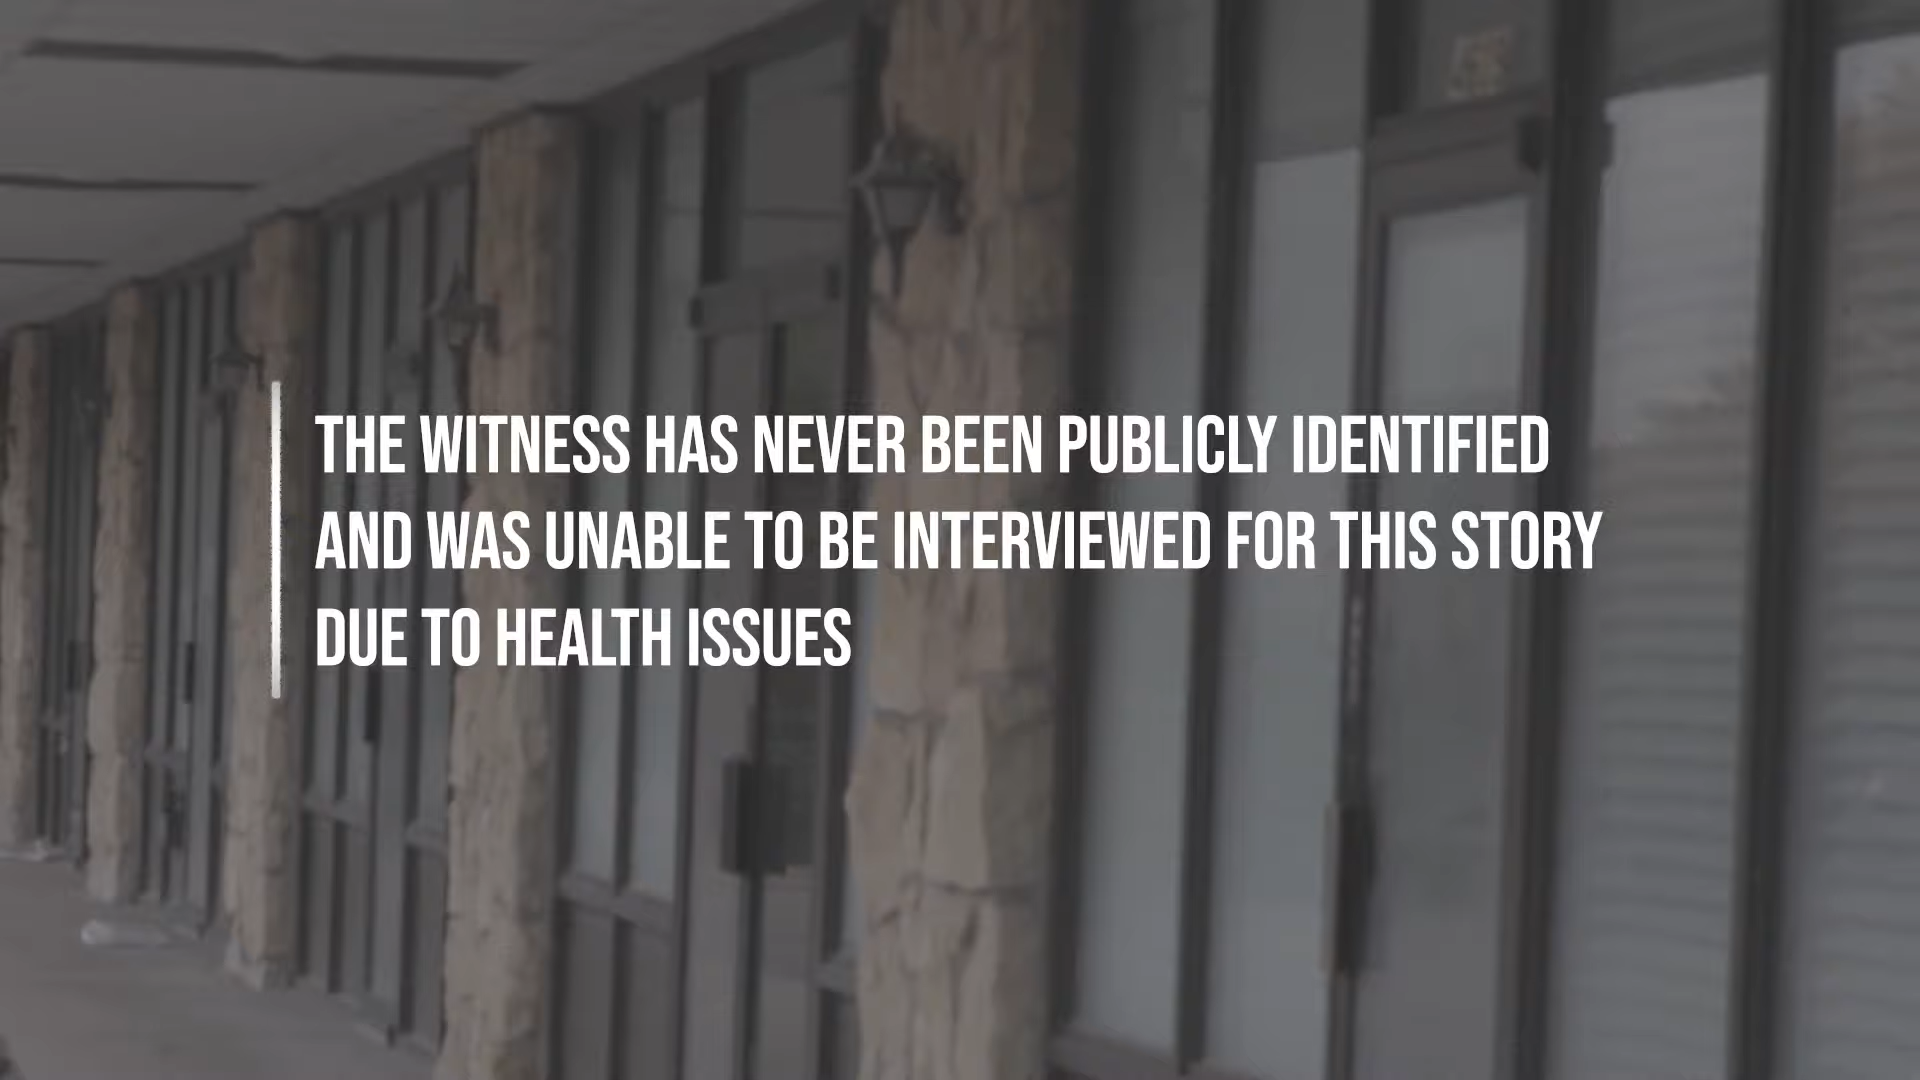 THE WITNESS HAS NEVER BEEN PUBLICLY IDENTIFIED
AND WAS UNABLE TO BE INTERVIEWED FOR THIS STORY
DUE TO HEALTH ISSUES